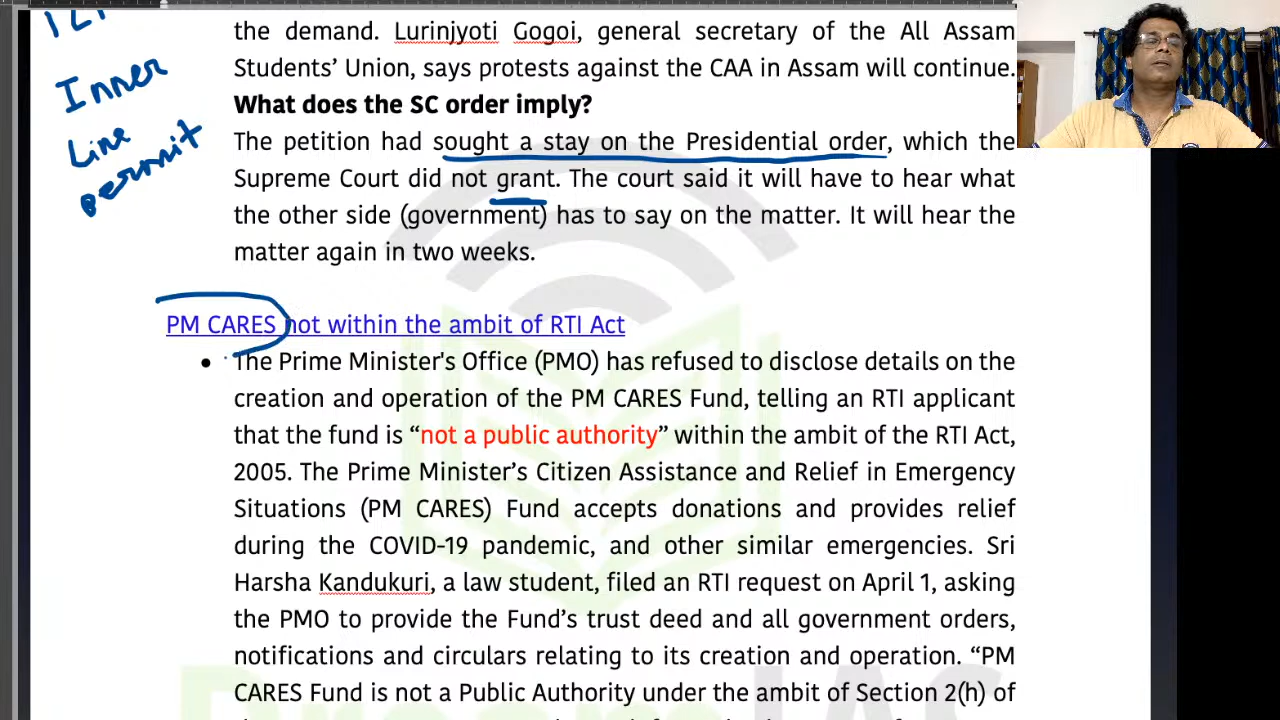 the demand. Lurinjyoti Gogoi, general secretary of the All Assam
Students’ Union, says protests against the CAA in Assam will continue.
Inner
Line
permit
What does the SC order imply?
The petition had sought a stay on the Presidential order, which the
Supreme Court did not grant. The court said it will have to hear what
the other side (government) has to say on the matter. It will hear the
matter again in two weeks.
PM CARES not within the ambit of RTI Act
• The Prime Minister's Office (PMO) has refused to disclose details on the
creation and operation of the PM CARES Fund, telling an RTI applicant
that the fund is “not a public authority” within the ambit of the RTI Act,
2005. The Prime Minister’s Citizen Assistance and Relief in Emergency
Situations (PM CARES) Fund accepts donations and provides relief
during the COVID-19 pandemic, and other similar emergencies. Sri
Harsha Kandukuri, a law student, filed an RTI request on April 1, asking
the PMO to provide the Fund’s trust deed and all government orders,
notifications and circulars relating to its creation and operation. “PM
CARES Fund is not a Public Authority under the ambit of Section 2(h) of